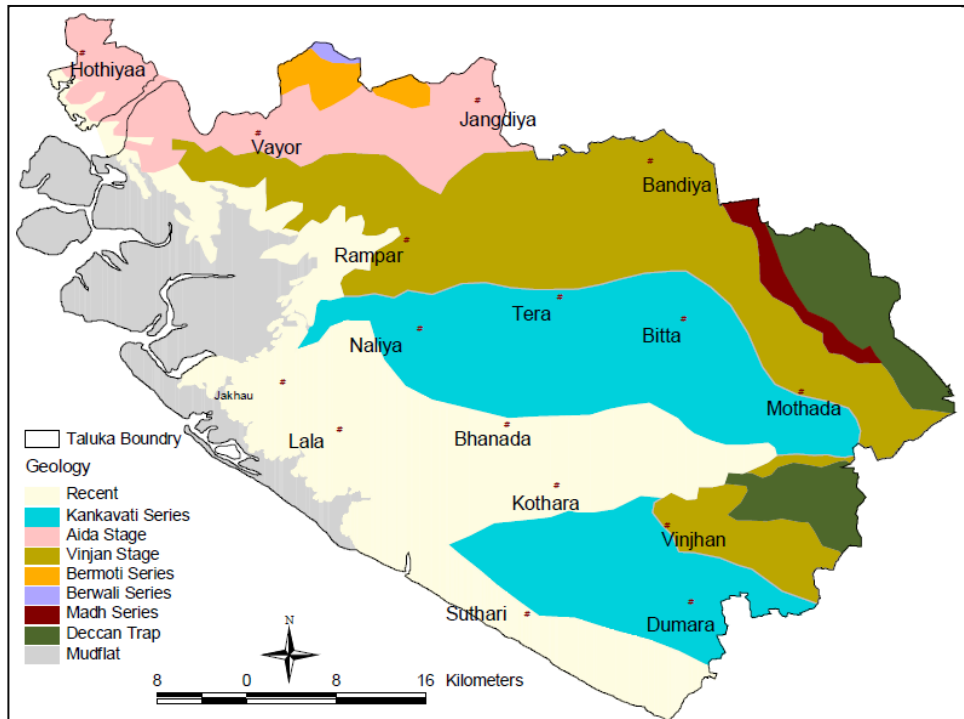 Hothiyaa
Jangdiya
Vayor
Bandiya
Rampar
Tera
Naliya
Bitta
Jakhau
Mothada
Lala
Bhanada
Kothara
Vinjhan
Suthari
Dumara
Taluka Boundry
Geology
Recent
Kankavati Series
Aida Stage
Vinjan Stage
Bermoti Series
Berwali Series
Madh Series
Deccan Trap
Mudflat
N
8 0 8 16 Kilometers